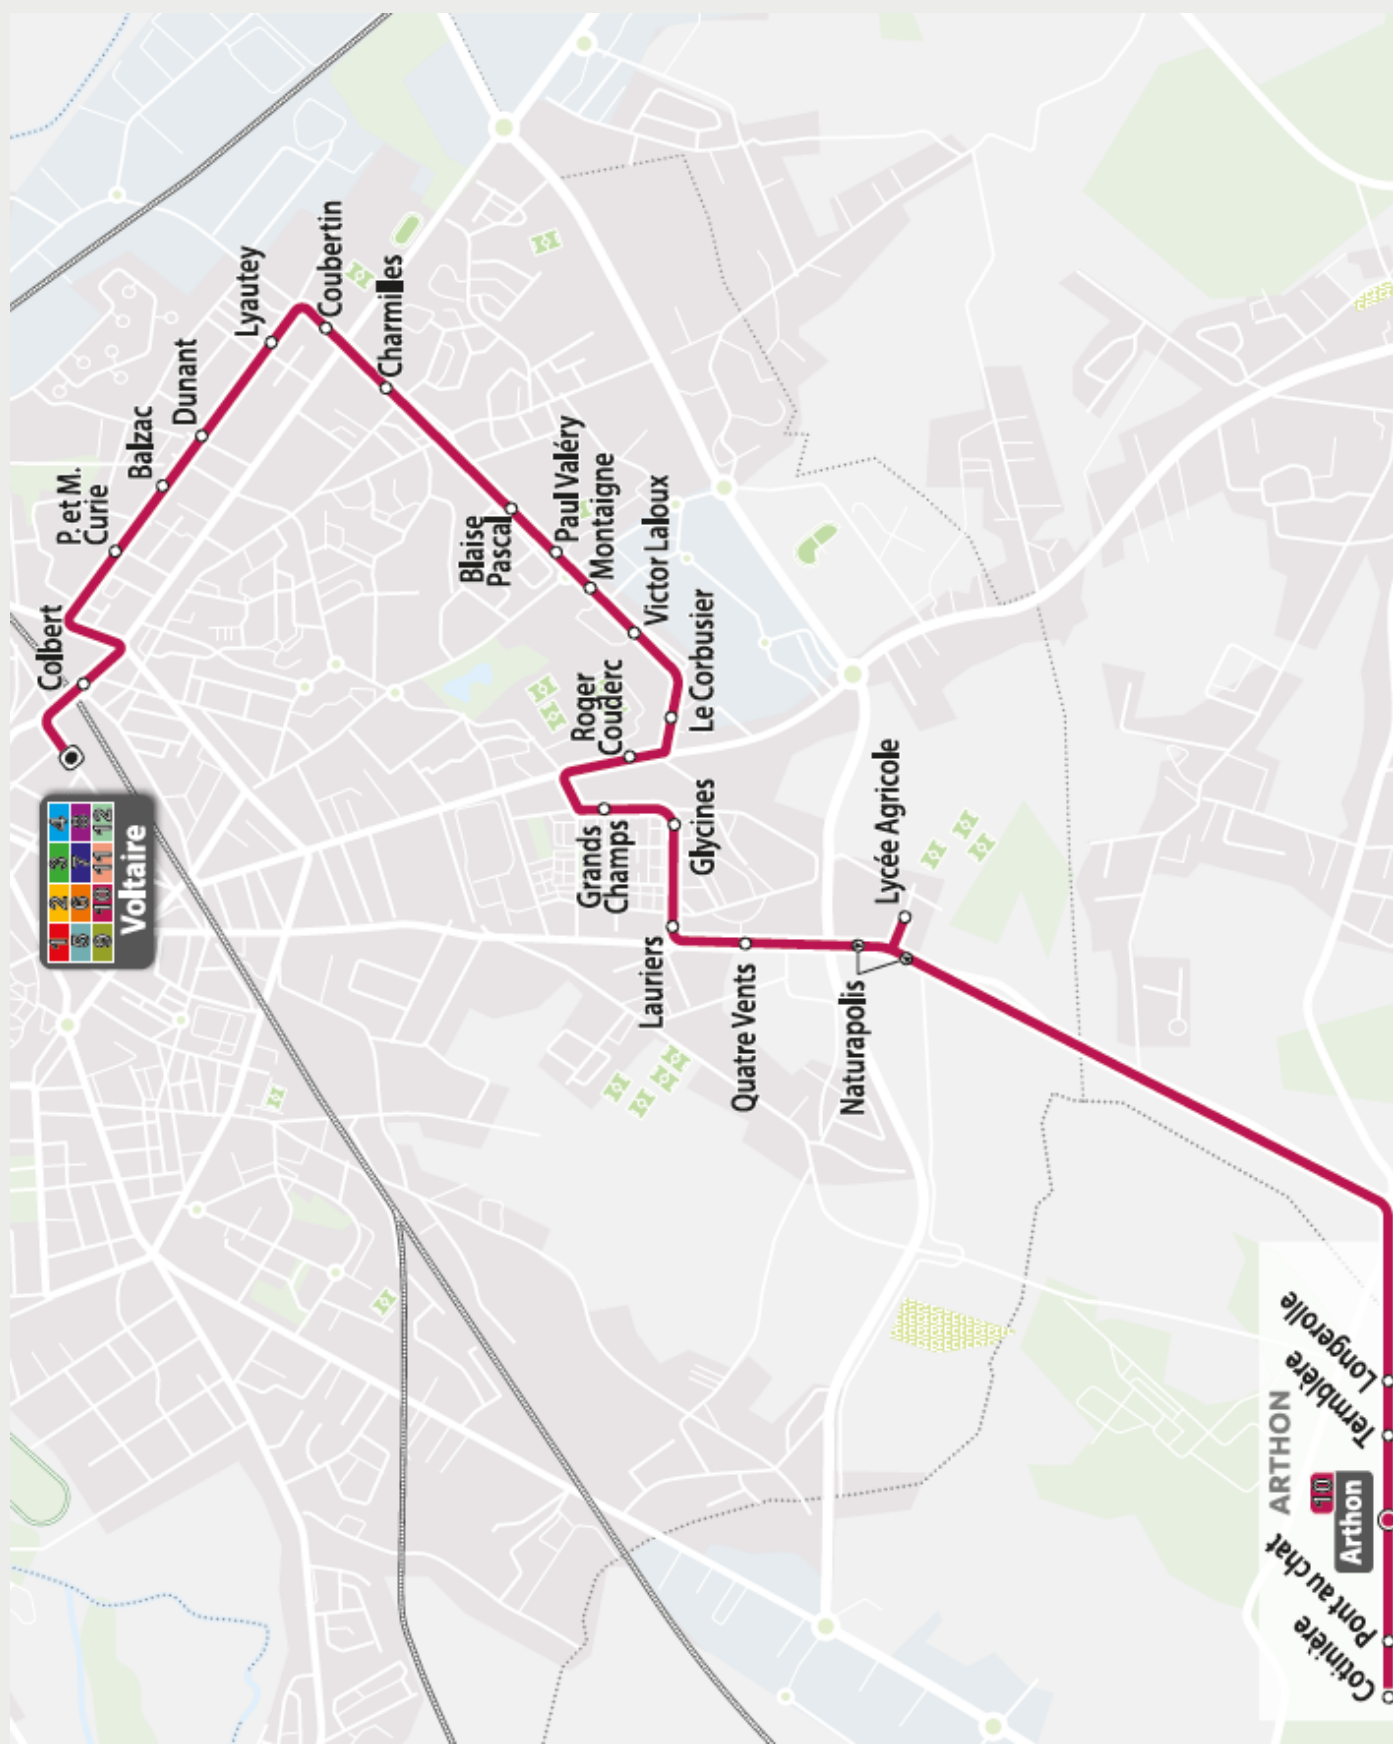 1 2 3 4
5 6 7 8
9 10 11 12
Voltaire
Colbert
P. et M.
Curie
Balzac
Dunant
Lyautey
Coubertin
Charmilles
Blaise
Pascal
Paul Valéry
Montaigne
Victor Laloux
Le Corbusier
Roger
Couderc
Grands
Champs
Glycines
Lauriers
Quatre Vents
Naturapolis
Lycée Agricole
ARTHON
Longerolle
Termblère
10
Arthon
Pont au chat
Cotinière